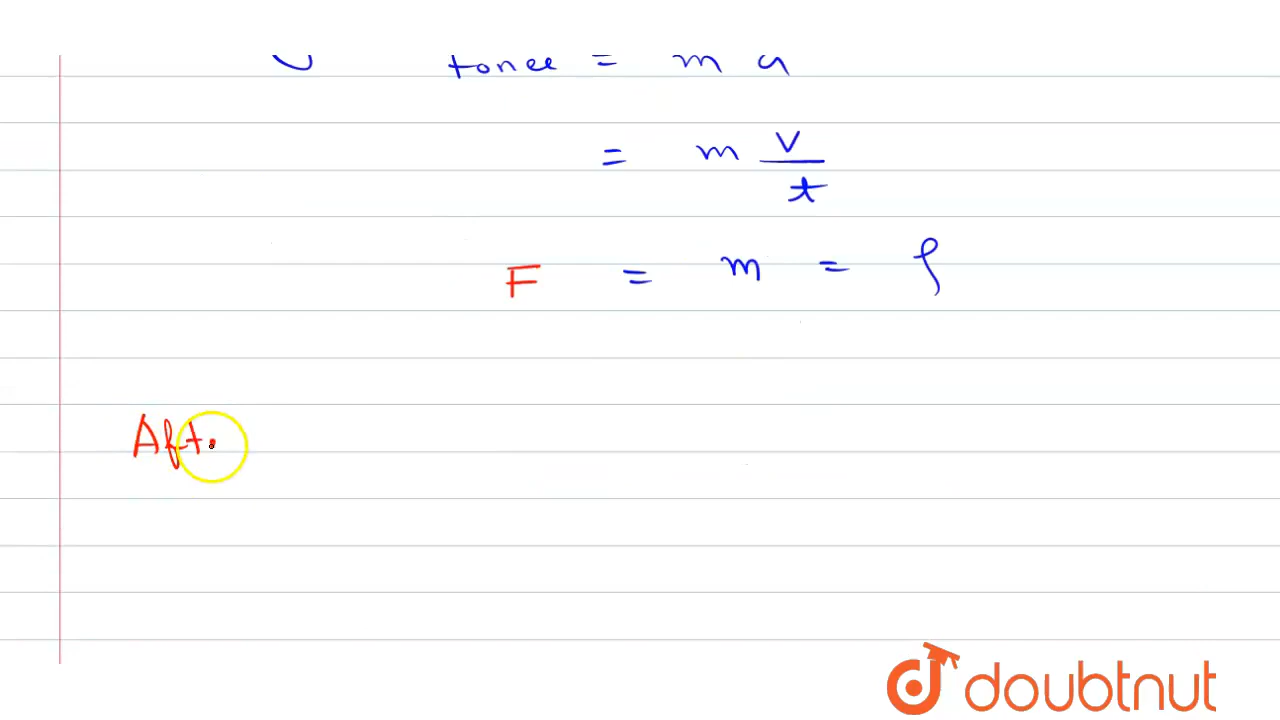 force = m a
= m v/t
F = m = ρ
Aft
doubtnut